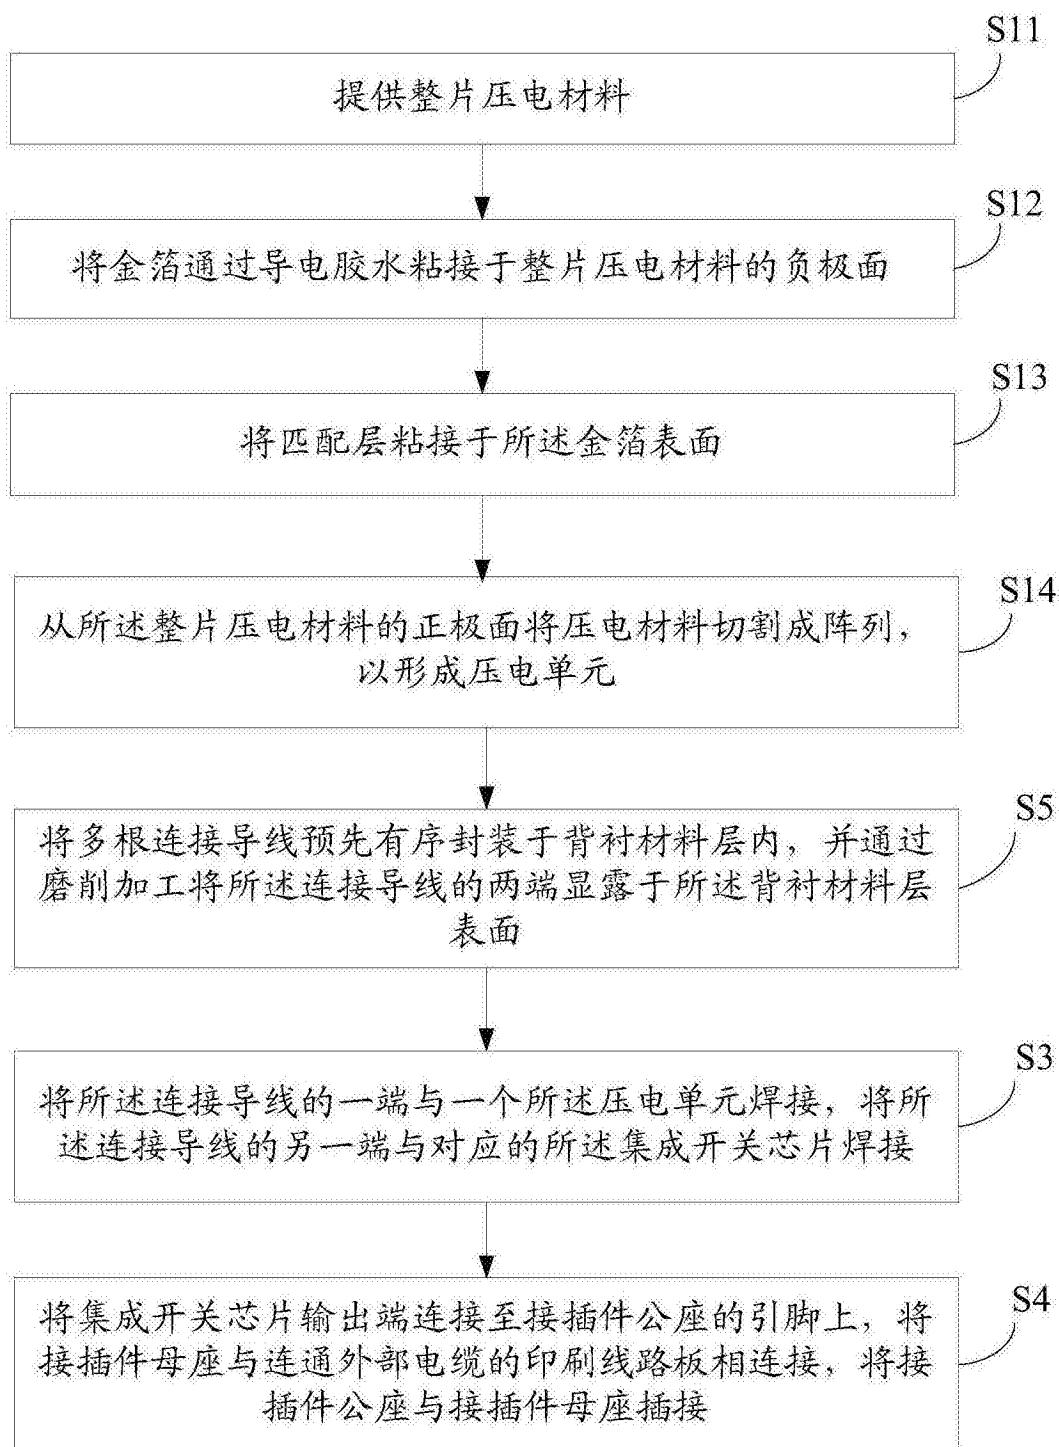 S11
提供整片压电材料
S12
将金箔通过导电胶水粘接于整片压电材料的负极面
S13
将匹配层粘接于所述金箔表面
S14
从所述整片压电材料的正极面将压电材料切割成阵列，
以形成压电单元
S5
将多根连接导线预先有序封装于背衬材料层内，并通过
磨削加工将所述连接导线的两端显露于所述背衬材料层
表面
S3
将所述连接导线的一端与一个所述压电单元焊接，将所
述连接导线的另一端与对应的所述集成开关芯片焊接
S4
将集成开关芯片输出端连接至接插件公座的引脚上，将
接插件母座与连通外部电缆的印刷线路板相连接，将接
插件公座与接插件母座插接